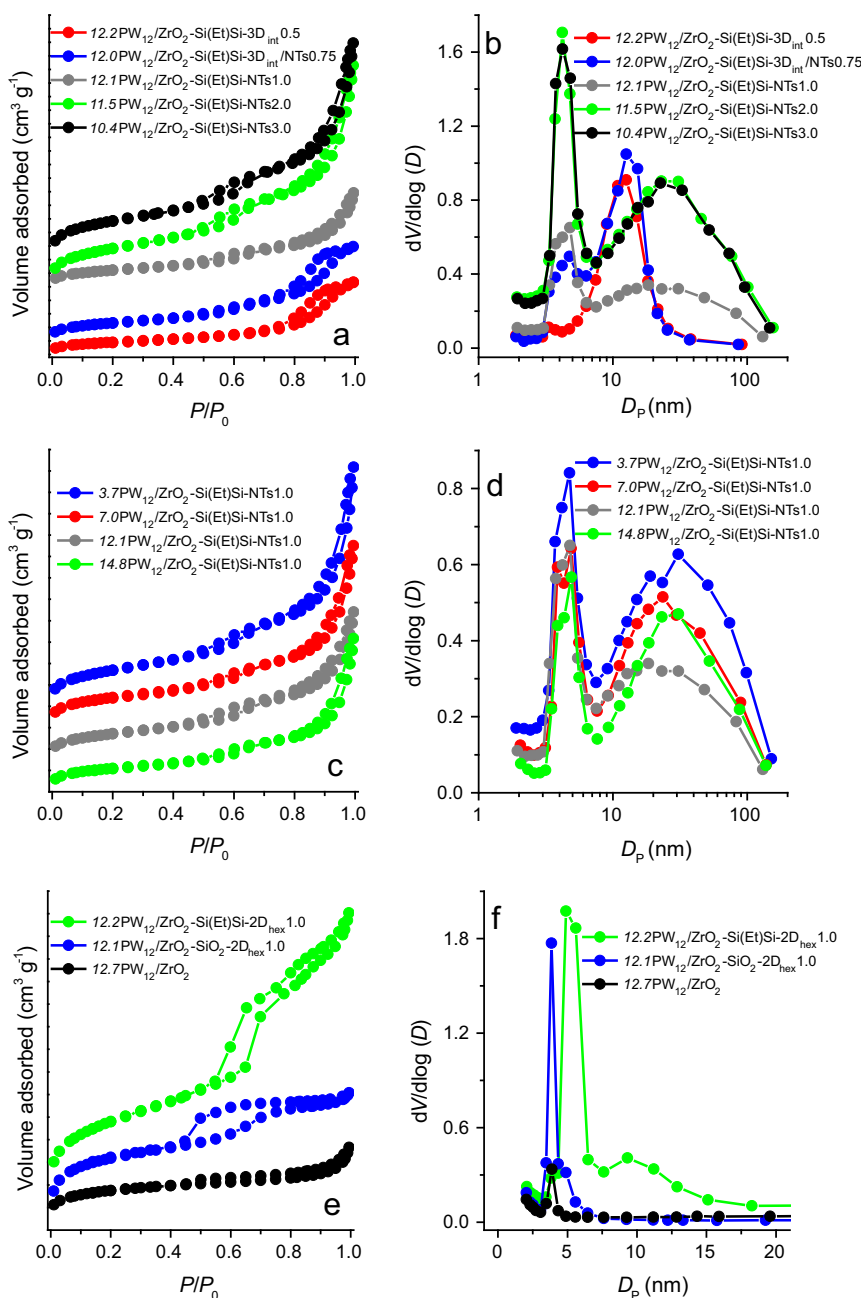 12.2PW12/ZrO2-Si(Et)Si-3Dint0.5
12.0PW12/ZrO2-Si(Et)Si-3Dint/NTs0.75
12.1PW12/ZrO2-Si(Et)Si-NTs1.0
11.5PW12/ZrO2-Si(Et)Si-NTs2.0
10.4PW12/ZrO2-Si(Et)Si-NTs3.0
Volume adsorbed (cm3 g-1)
a
0.0 0.2 0.4 0.6 0.8 1.0
P/P0
b
12.2PW12/ZrO2-Si(Et)Si-3Dint0.5
12.0PW12/ZrO2-Si(Et)Si-3Dint/NTs0.75
12.1PW12/ZrO2-Si(Et)Si-NTs1.0
11.5PW12/ZrO2-Si(Et)Si-NTs2.0
10.4PW12/ZrO2-Si(Et)Si-NTs3.0
dV/dlog (D)
1.6
1.2
0.8
0.4
0.0
1 10 100
DP (nm)
3.7PW12/ZrO2-Si(Et)Si-NTs1.0
7.0PW12/ZrO2-Si(Et)Si-NTs1.0
12.1PW12/ZrO2-Si(Et)Si-NTs1.0
14.8PW12/ZrO2-Si(Et)Si-NTs1.0
Volume adsorbed (cm3 g-1)
c
0.0 0.2 0.4 0.6 0.8 1.0
P/P0
d
3.7PW12/ZrO2-Si(Et)Si-NTs1.0
7.0PW12/ZrO2-Si(Et)Si-NTs1.0
12.1PW12/ZrO2-Si(Et)Si-NTs1.0
14.8PW12/ZrO2-Si(Et)Si-NTs1.0
dV/dlog (D)
0.8
0.6
0.4
0.2
0.0
1 10 100
DP (nm)
12.2PW12/ZrO2-Si(Et)Si-2Dhex1.0
12.1PW12/ZrO2-SiO2-2Dhex1.0
12.7PW12/ZrO2
Volume adsorbed (cm3 g-1)
e
0.0 0.2 0.4 0.6 0.8 1.0
P/P0
f
12.2PW12/ZrO2-Si(Et)Si-2Dhex1.0
12.1PW12/ZrO2-SiO2-2Dhex1.0
12.7PW12/ZrO2
dV/dlog (D)
1.8
1.2
0.6
0.0
0 5 10 15 20
DP (nm)